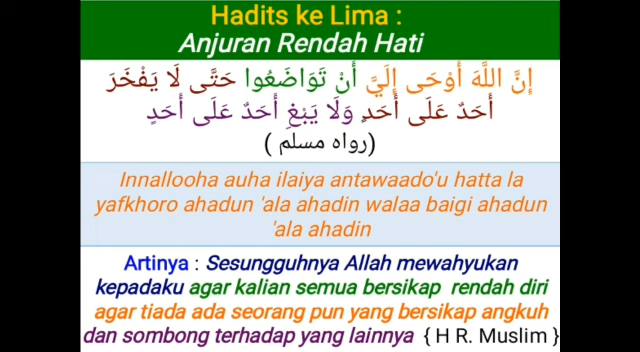 Hadits ke Lima :
Anjuran Rendah Hati
إِنَّ اللَّهَ أَوْحَى إِلَيَّ أَنْ تَوَاضَعُوا حَتَّى لَا يَفْخَرَ
أَحَدٌ عَلَى أَحَدٍ وَلَا يَبْغِ أَحَدٌ عَلَى أَحَدٍ
(رواه مسلم )
Innallooha auha ilaiya antawaado'u hatta la
yafkhoro ahadun 'ala ahadin walaa baigi ahadun
'ala ahadin
Artinya : Sesungguhnya Allah mewahyukan
kepadaku agar kalian semua bersikap rendah diri
agar tiada ada seorang pun yang bersikap angkuh
dan sombong terhadap yang lainnya { H R. Muslim }